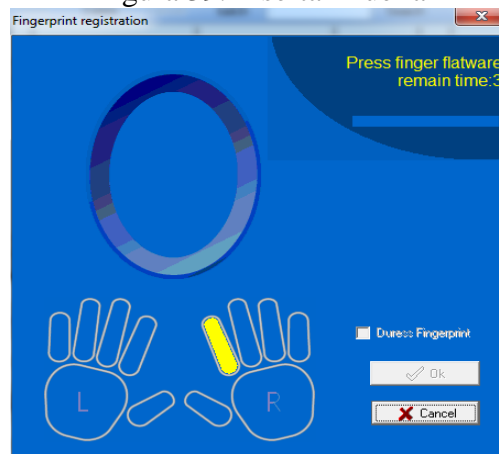 Fingerprint registration
Press finger flatware
remain time:3
Duress Fingerprint
L
R
Ok
Cancel